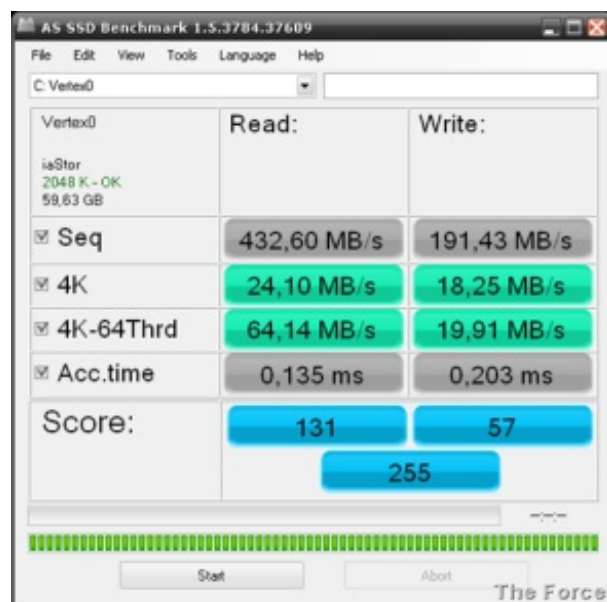 AS SSD Benchmark 1.5.3784.37609
File Edit View Tools Language Help
C: Vertex0
Vertex0
iaStor
2048 K - OK
59,63 GB
Read:
Write:
Seq 432,60 MB/s 191,43 MB/s
4K 24,10 MB/s 18,25 MB/s
4K-64Thrd 64,14 MB/s 19,91 MB/s
Acc.time 0,135 ms 0,203 ms
Score: 131 57
255
--:--:--
Start Abort
The Force